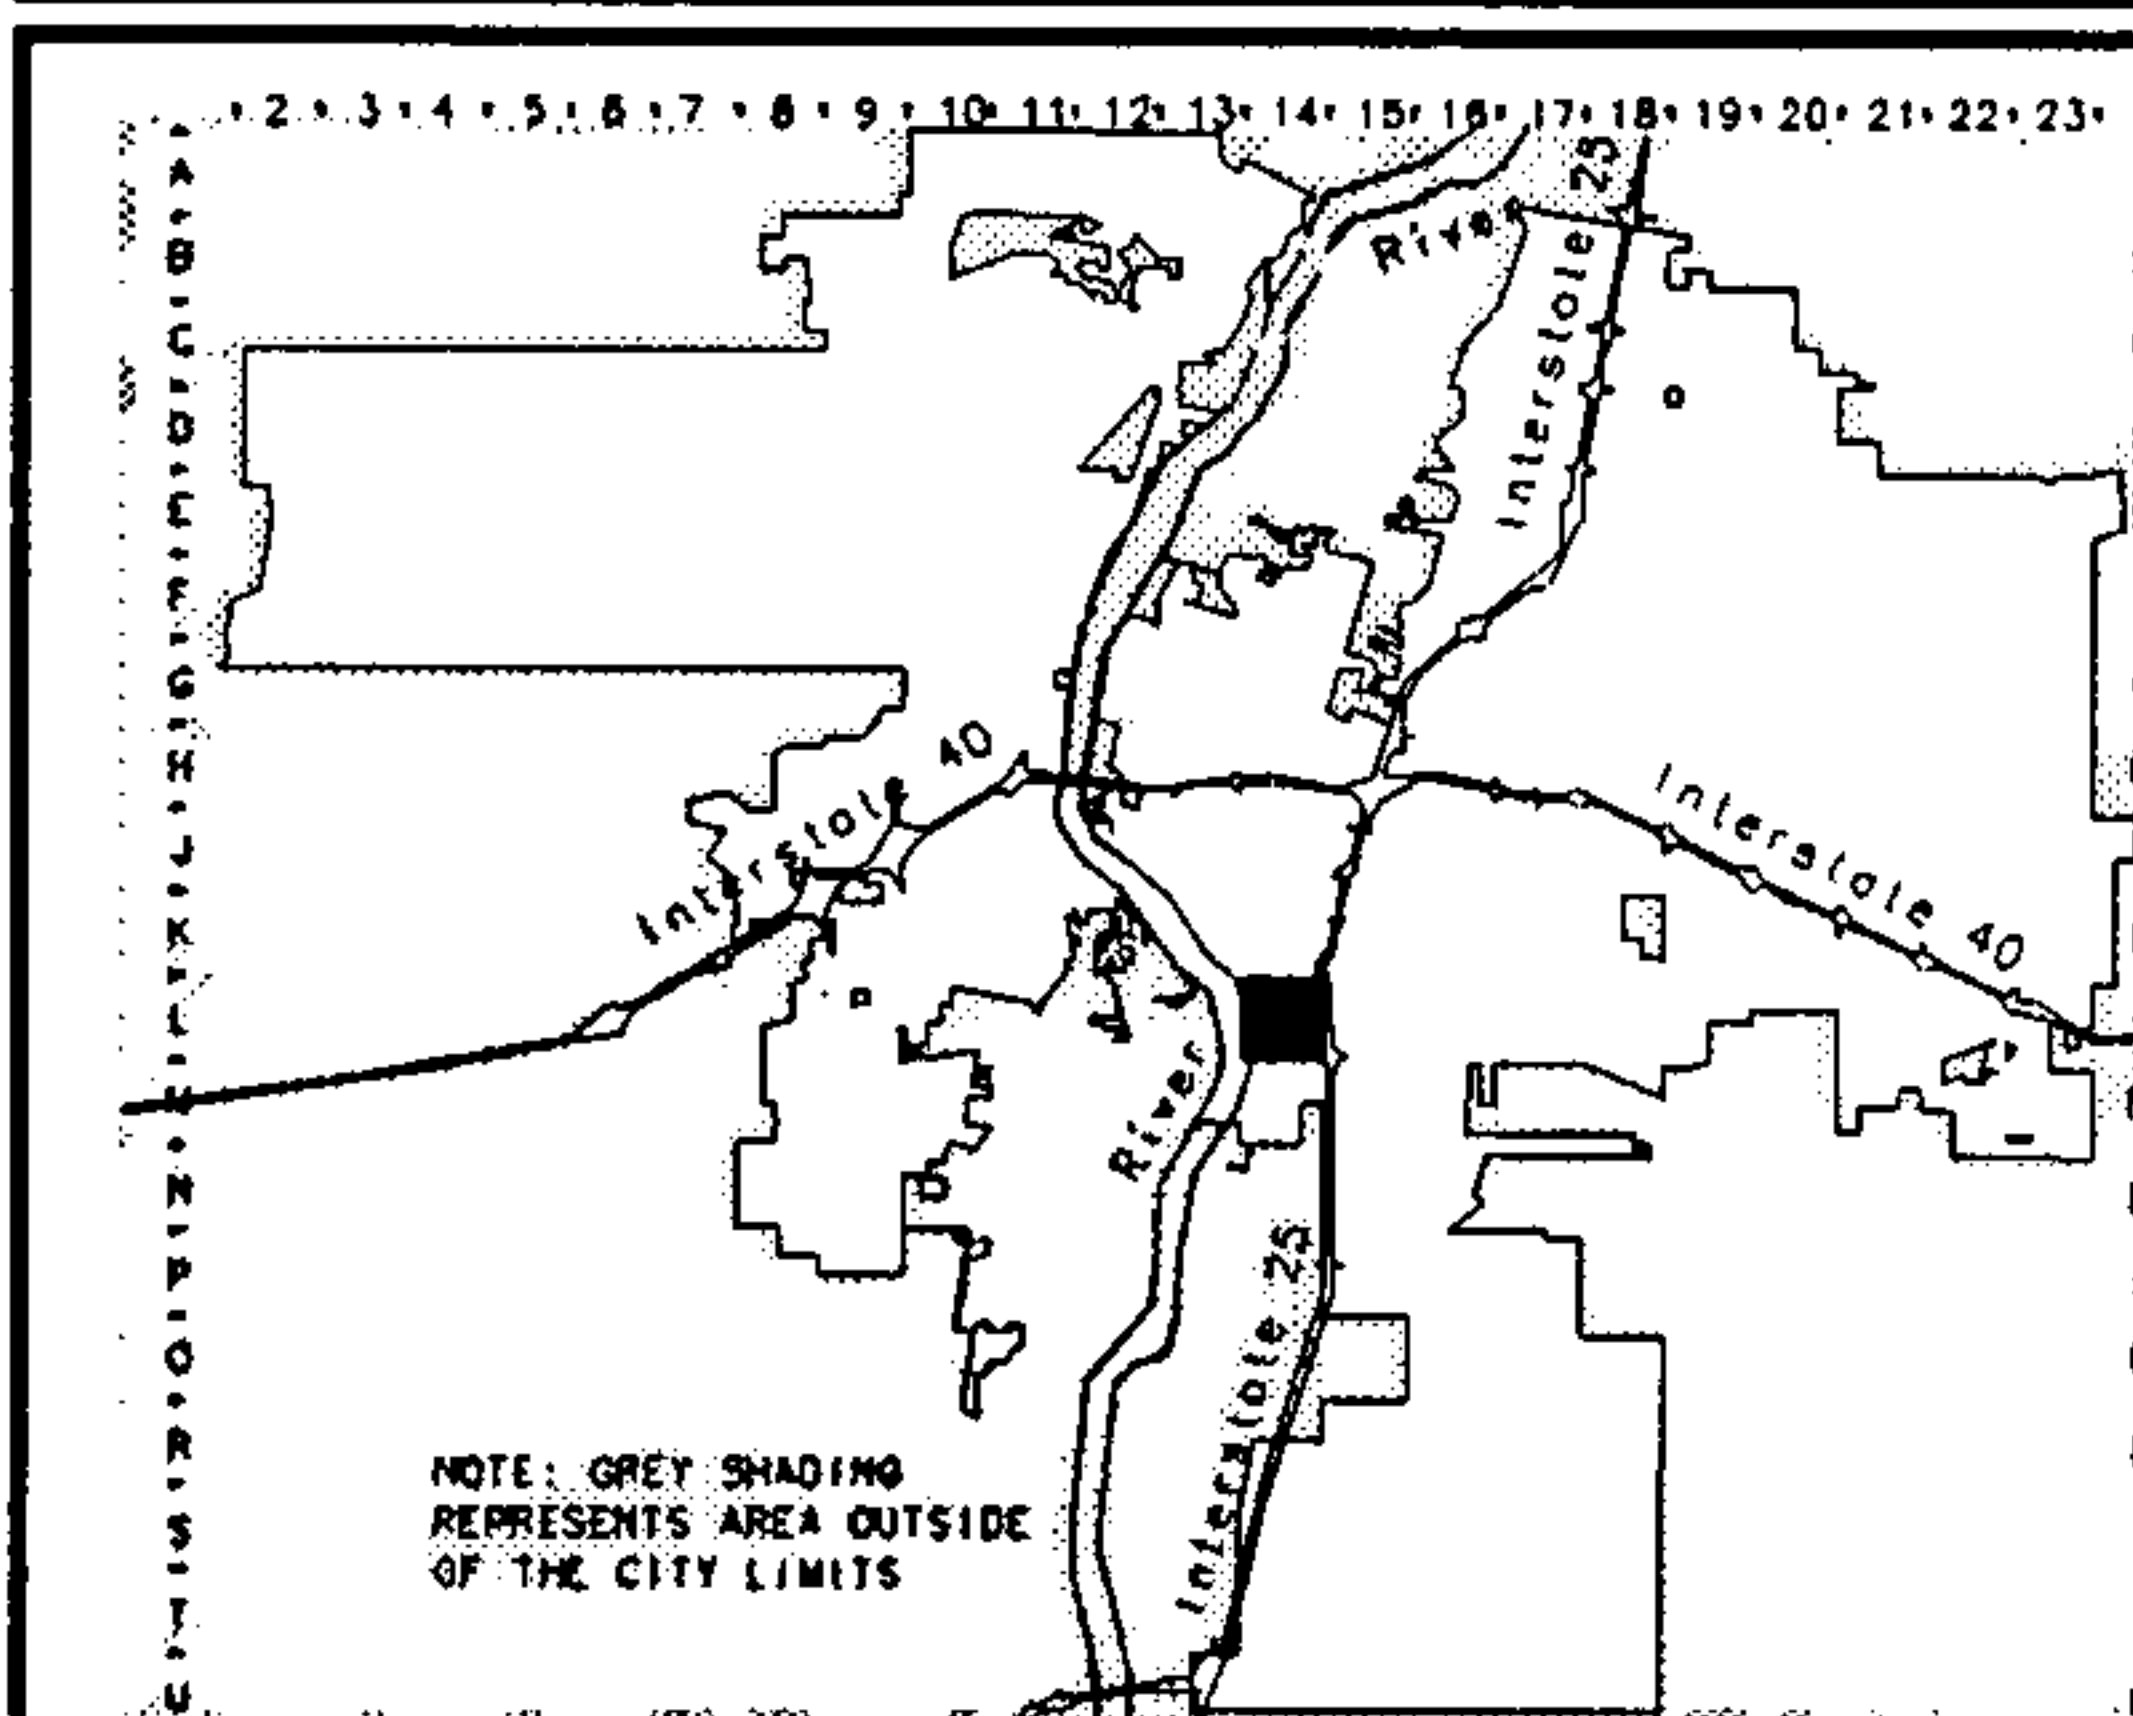 2 3 4 5 6 7 8 9 10 11 12 13 14 15 16 17 18 19 20 21 22 23
A
B
C
D
E
F
G
H
J
K
L
M
N
P
Q
R
S
T
U
River
Interstate 25
Interstate 40
Interstate 40
River
Interstate 25
NOTE: GREY SHADING
REPRESENTS AREA OUTSIDE
OF THE CITY LIMITS